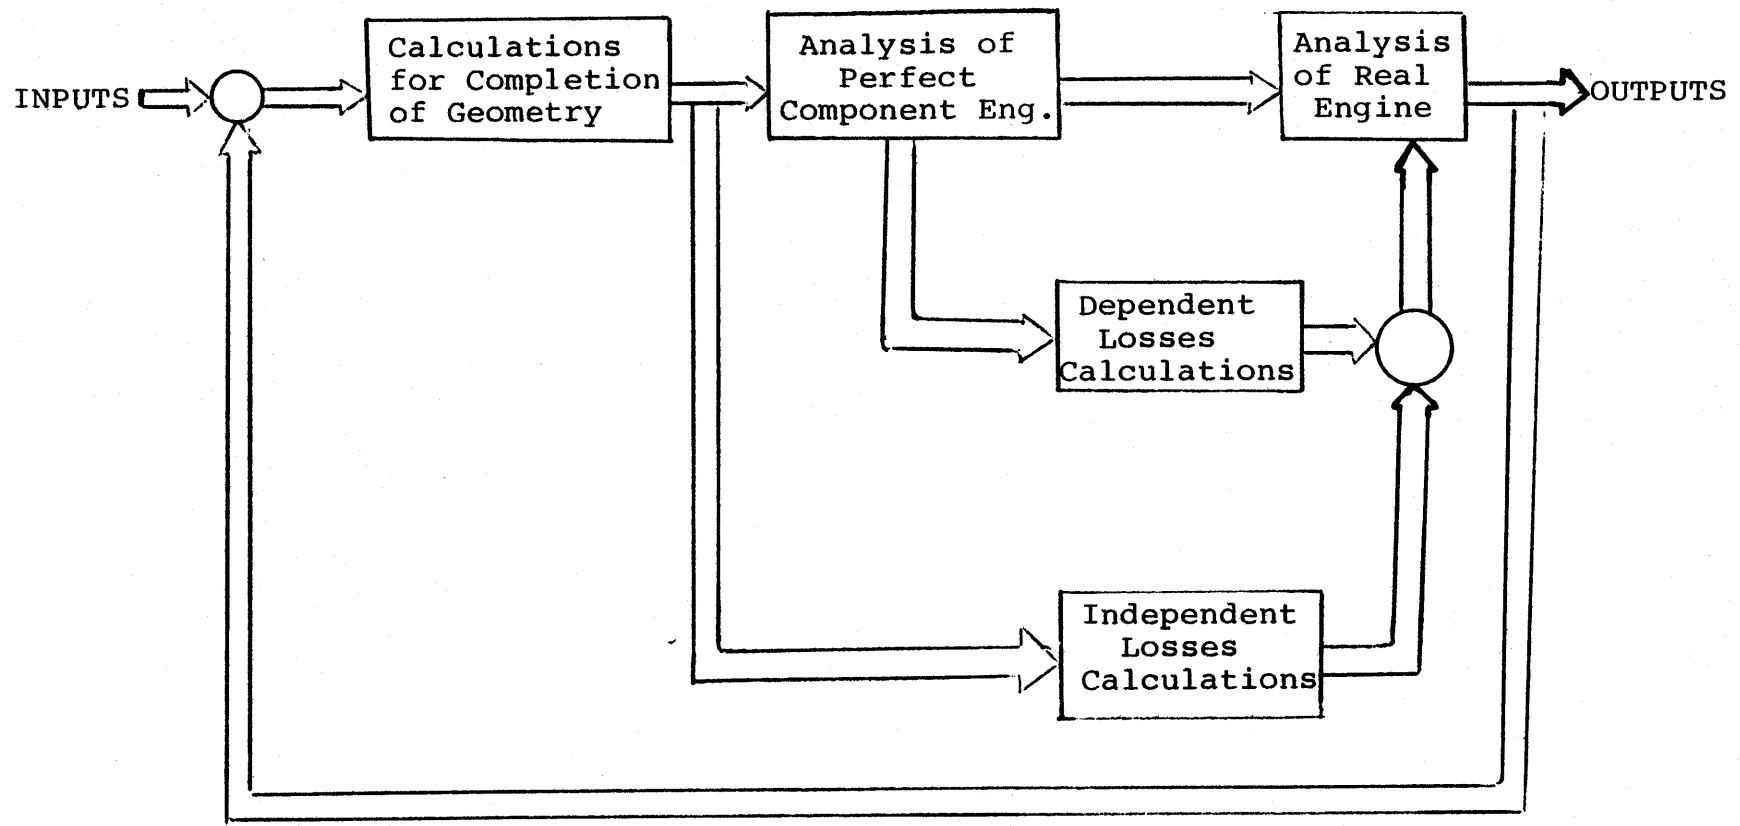 INPUTS
Calculations
for Completion
of Geometry
Analysis of
Perfect
Component Eng.
Analysis
of Real
Engine
OUTPUTS
Dependent
Losses
Calculations
Independent
Losses
Calculations